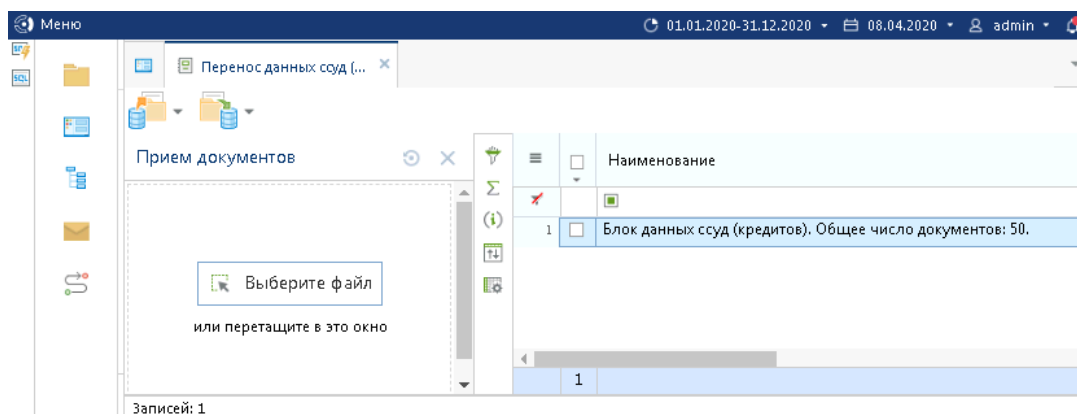 Меню
01.01.2020-31.12.2020
08.04.2020
admin
SQL
Перенос данных ссуд (...
Прием документов
Наименование
1
Блок данных ссуд (кредитов). Общее число документов: 50.
Выберите файл
или перетащите в это окно
1
Записей: 1